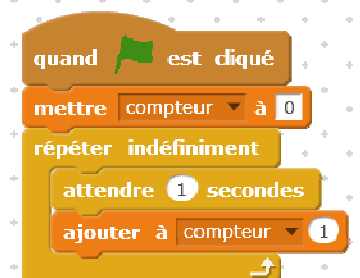 quand est cliqué
mettre compteur à 0
répéter indéfiniment
attendre 1 secondes
ajouter à compteur 1